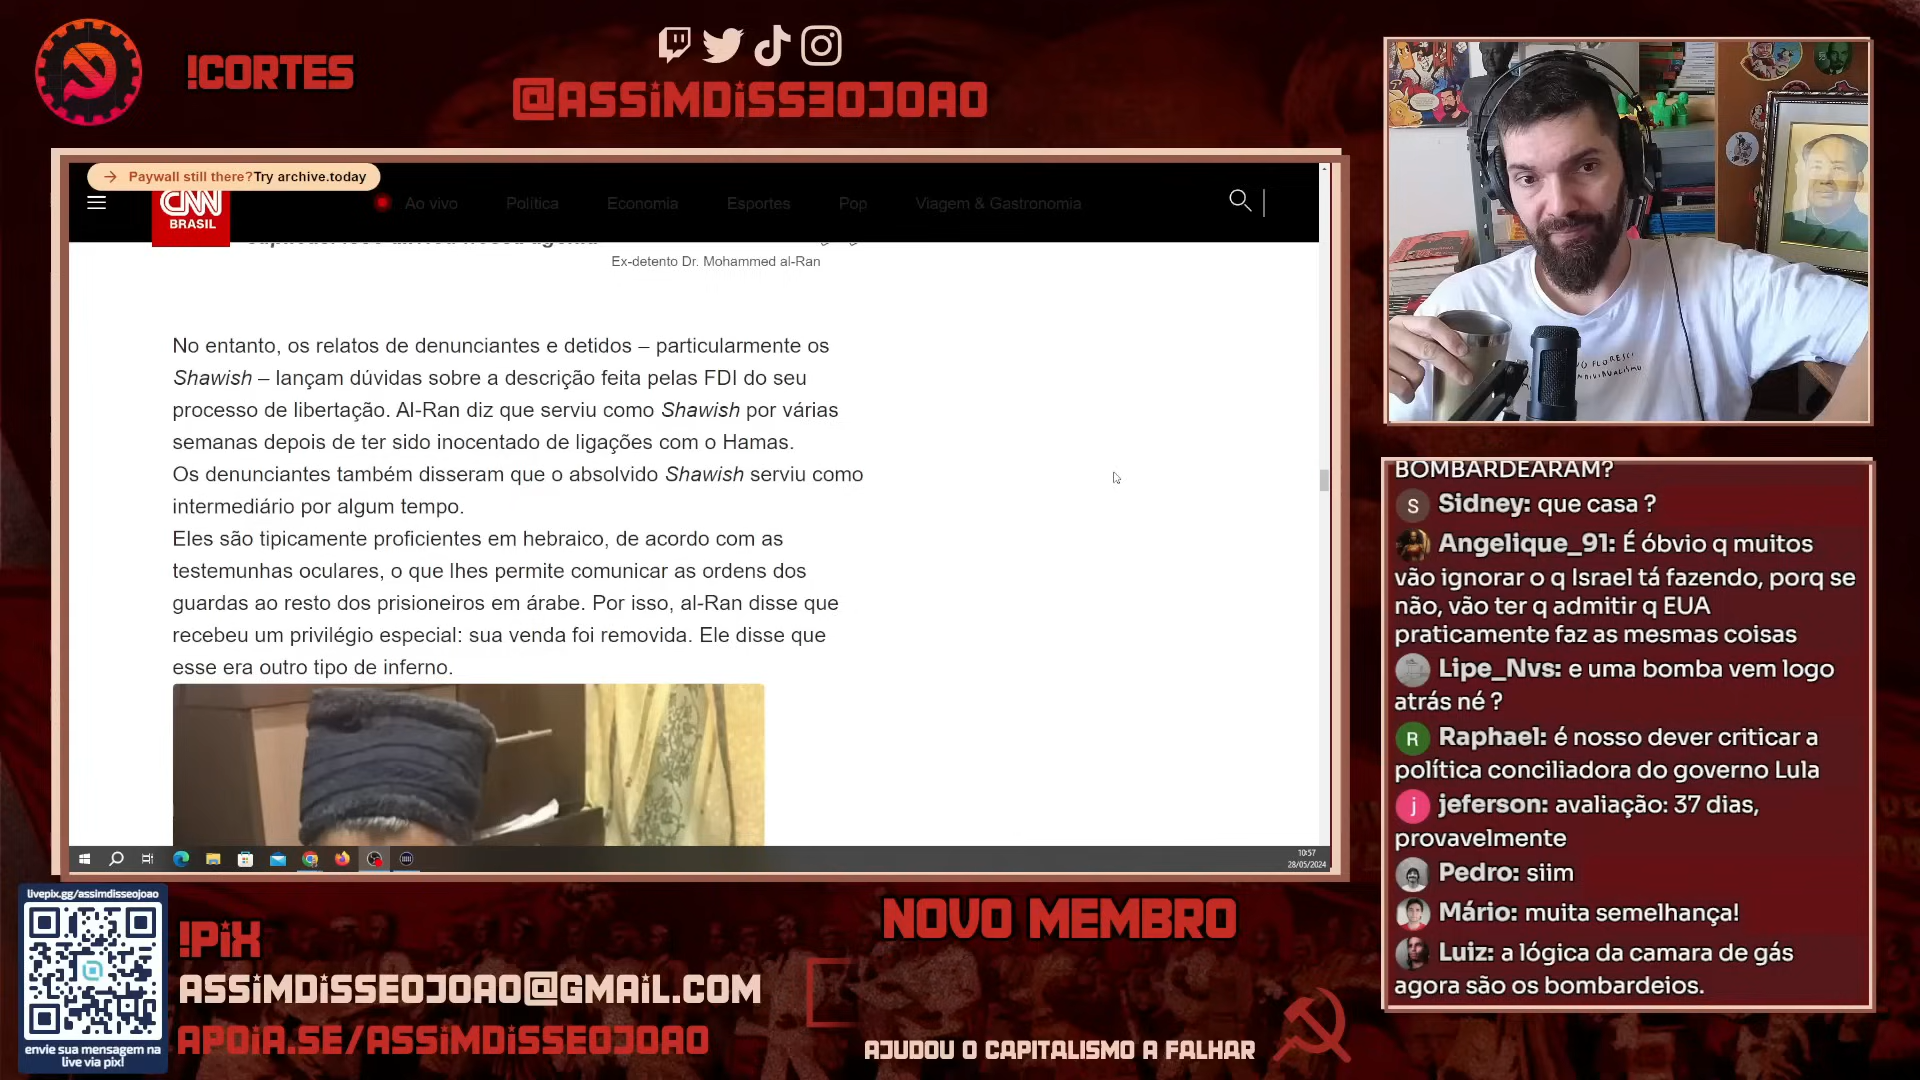 !CORTES
@ASSIMDISSEOJOAO
→ Paywall still there?Try archive.today
CNN
BRASIL
Ao vivo
Política
Economia
Esportes
Pop
Viagem & Gastronomia
Ex-detento Dr. Mohammed al-Ran
No entanto, os relatos de denunciantes e detidos – particularmente os
Shawish – lançam dúvidas sobre a descrição feita pelas FDI do seu
processo de libertação. Al-Ran diz que serviu como Shawish por várias
semanas depois de ter sido inocentado de ligações com o Hamas.
Os denunciantes também disseram que o absolvido Shawish serviu como
intermediário por algum tempo.
Eles são tipicamente proficientes em hebraico, de acordo com as
testemunhas oculares, o que lhes permite comunicar as ordens dos
guardas ao resto dos prisioneiros em árabe. Por isso, al-Ran disse que
recebeu um privilégio especial: sua venda foi removida. Ele disse que
esse era outro tipo de inferno.
10:57
28/05/2024
BOMBARDEARAM?
S Sidney: que casa ?
Angelique_91: É óbvio q muitos
vão ignorar o q Israel tá fazendo, porq se
não, vão ter q admitir q EUA
praticamente faz as mesmas coisas
Lipe_Nvs: e uma bomba vem logo
atrás né ?
R Raphael: é nosso dever criticar a
política conciliadora do governo Lula
j jeferson: avaliação: 37 dias,
provavelmente
Pedro: siim
Mário: muita semelhança!
Luiz: a lógica da camara de gás
agora são os bombardeios.
livepix.gg/assimdisseojoao
envie sua mensagem na
live via pix!
!PIX
ASSIMDISSEOJOAO@GMAIL.COM
APOIA.SE/ASSIMDISSEOJOAO
NOVO MEMBRO
AJUDOU O CAPITALISMO A FALHAR